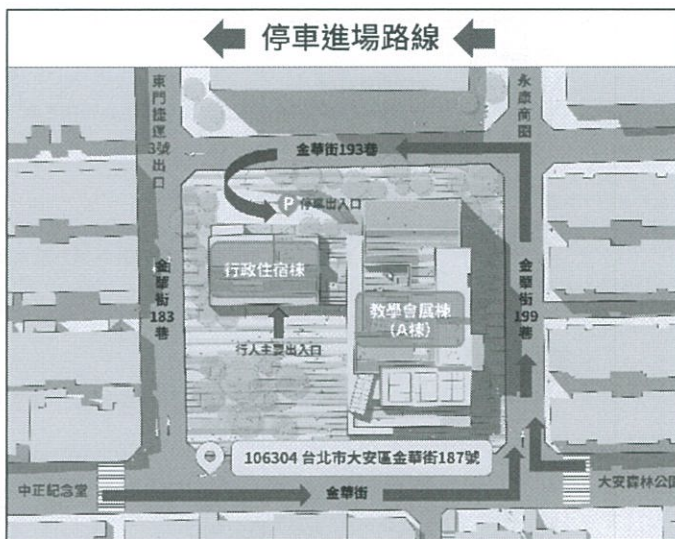 停車進場路線
東門捷運3號出口
永康商圈
金華街193巷
P 停車出入口
行政住宿棟
金華街183巷
金華街199巷
教學會展棟
(A棟)
行人主要出入口
106304 台北市大安區金華街187號
中正紀念堂
金華街
大安森林公園